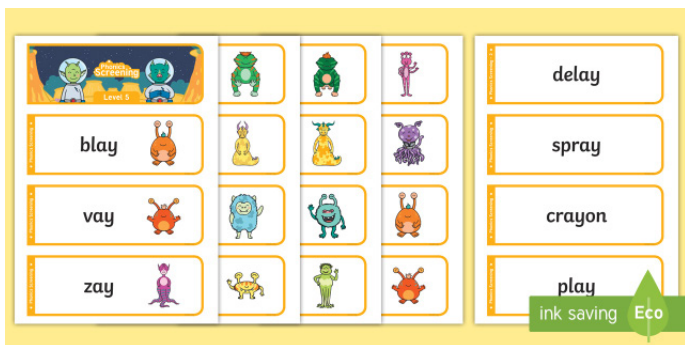 Phonics
Screening
Level 5
blay
vay
zay
delay
spray
crayon
play
ink saving
Eco